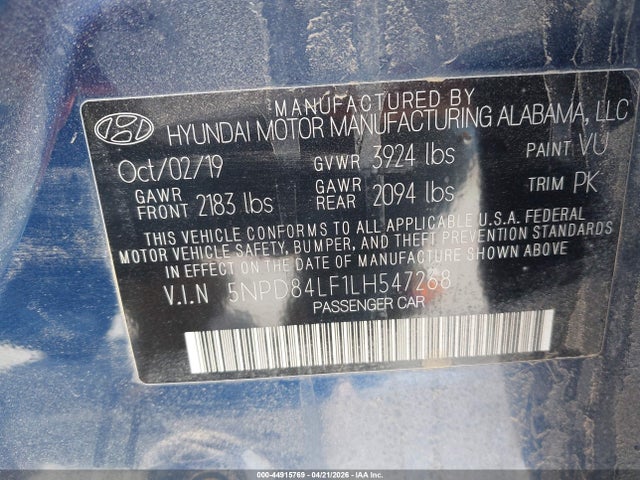 MANUFACTURED BY
HYUNDAI MOTOR MANUFACTURING ALABAMA, LLC
Oct/02/19 GVWR 3924 lbs PAINT VU
GAWR FRONT 2183 lbs GAWR REAR 2094 lbs TRIM PK
THIS VEHICLE CONFORMS TO ALL APPLICABLE U.S.A. FEDERAL
MOTOR VEHICLE SAFETY, BUMPER, AND THEFT PREVENTION STANDARDS
IN EFFECT ON THE DATE OF MANUFACTURE SHOWN ABOVE
V.I.N 5NPD84LF1LH547268
PASSENGER CAR
000-44915769 - 04/21/2026 - IAA Inc.